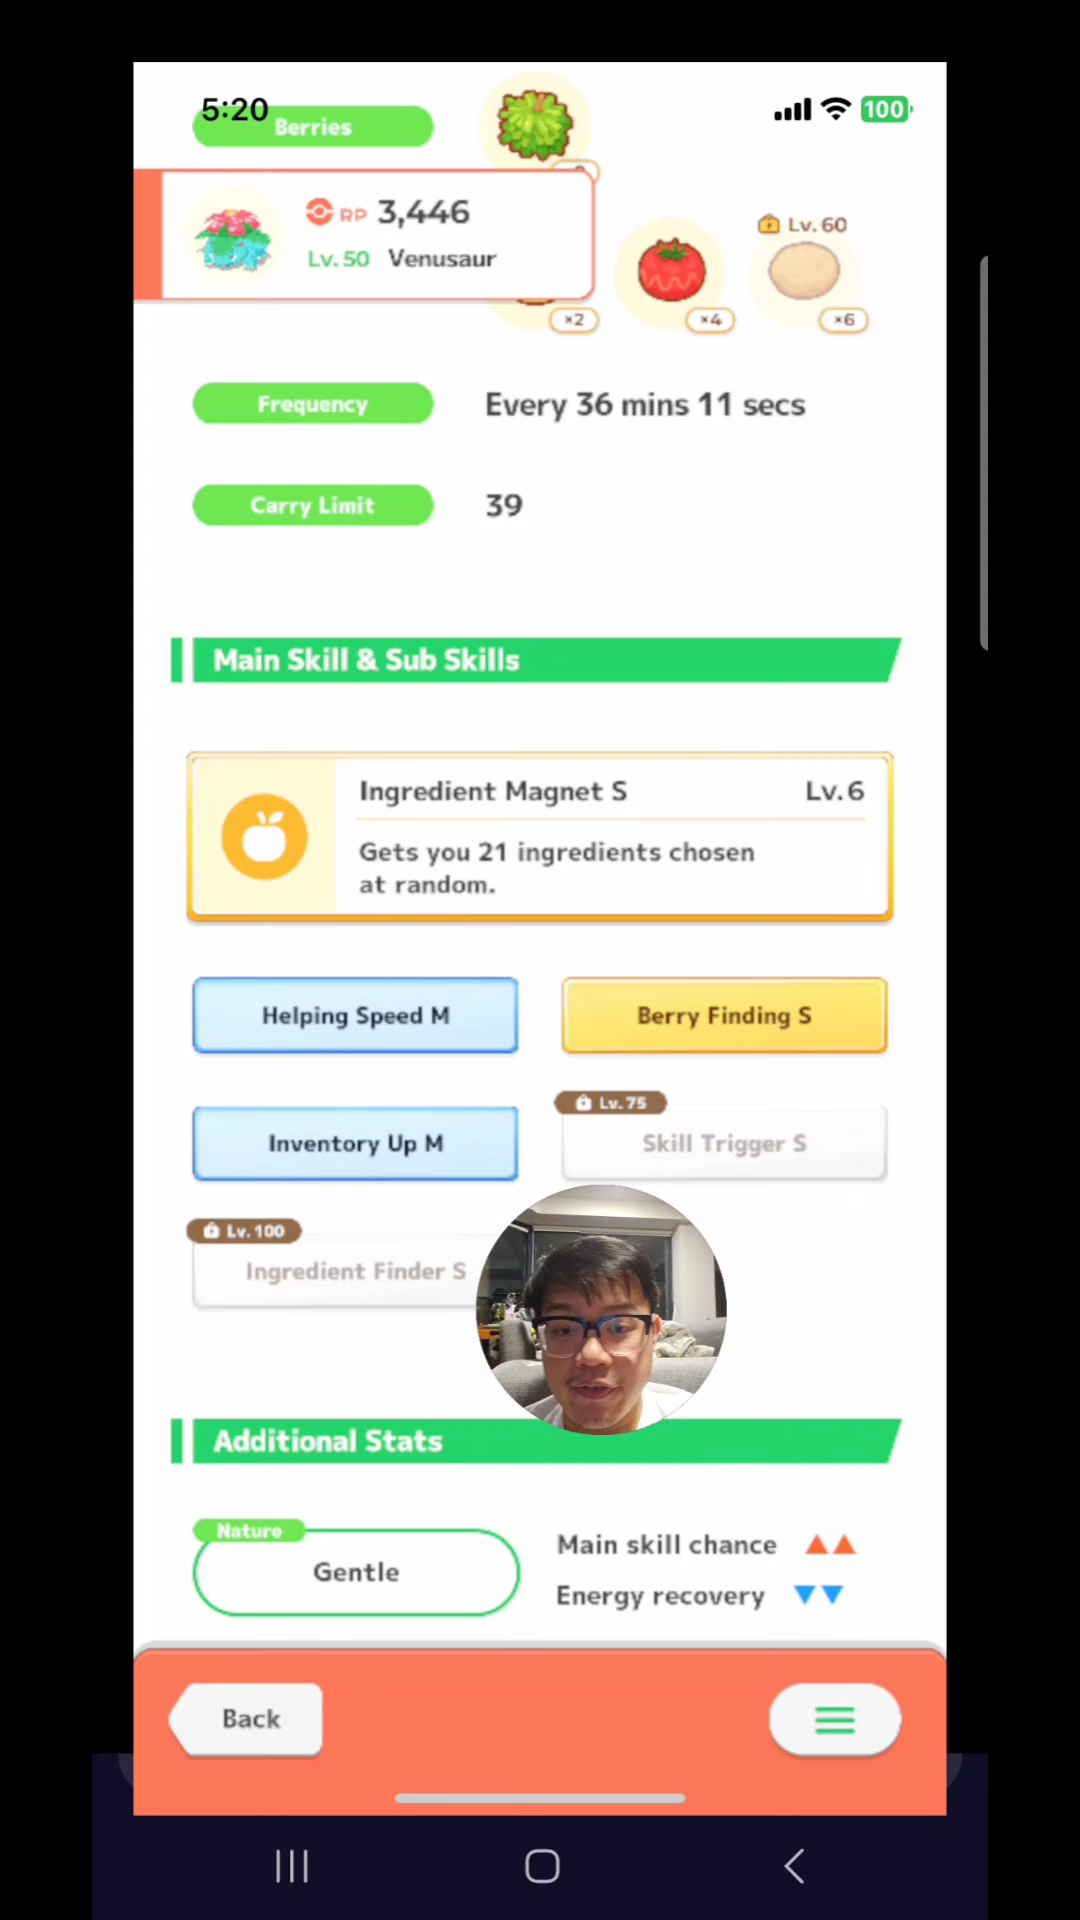 5:20
100
Berries
RP 3,446
Lv. 50 Venusaur
Lv. 60
×2
×4
×6
Frequency
Every 36 mins 11 secs
Carry Limit
39
Main Skill & Sub Skills
Ingredient Magnet S
Lv. 6
Gets you 21 ingredients chosen
at random.
Helping Speed M
Berry Finding S
Inventory Up M
Lv. 75
Skill Trigger S
Lv. 100
Ingredient Finder S
Additional Stats
Nature
Gentle
Main skill chance
Energy recovery
Back